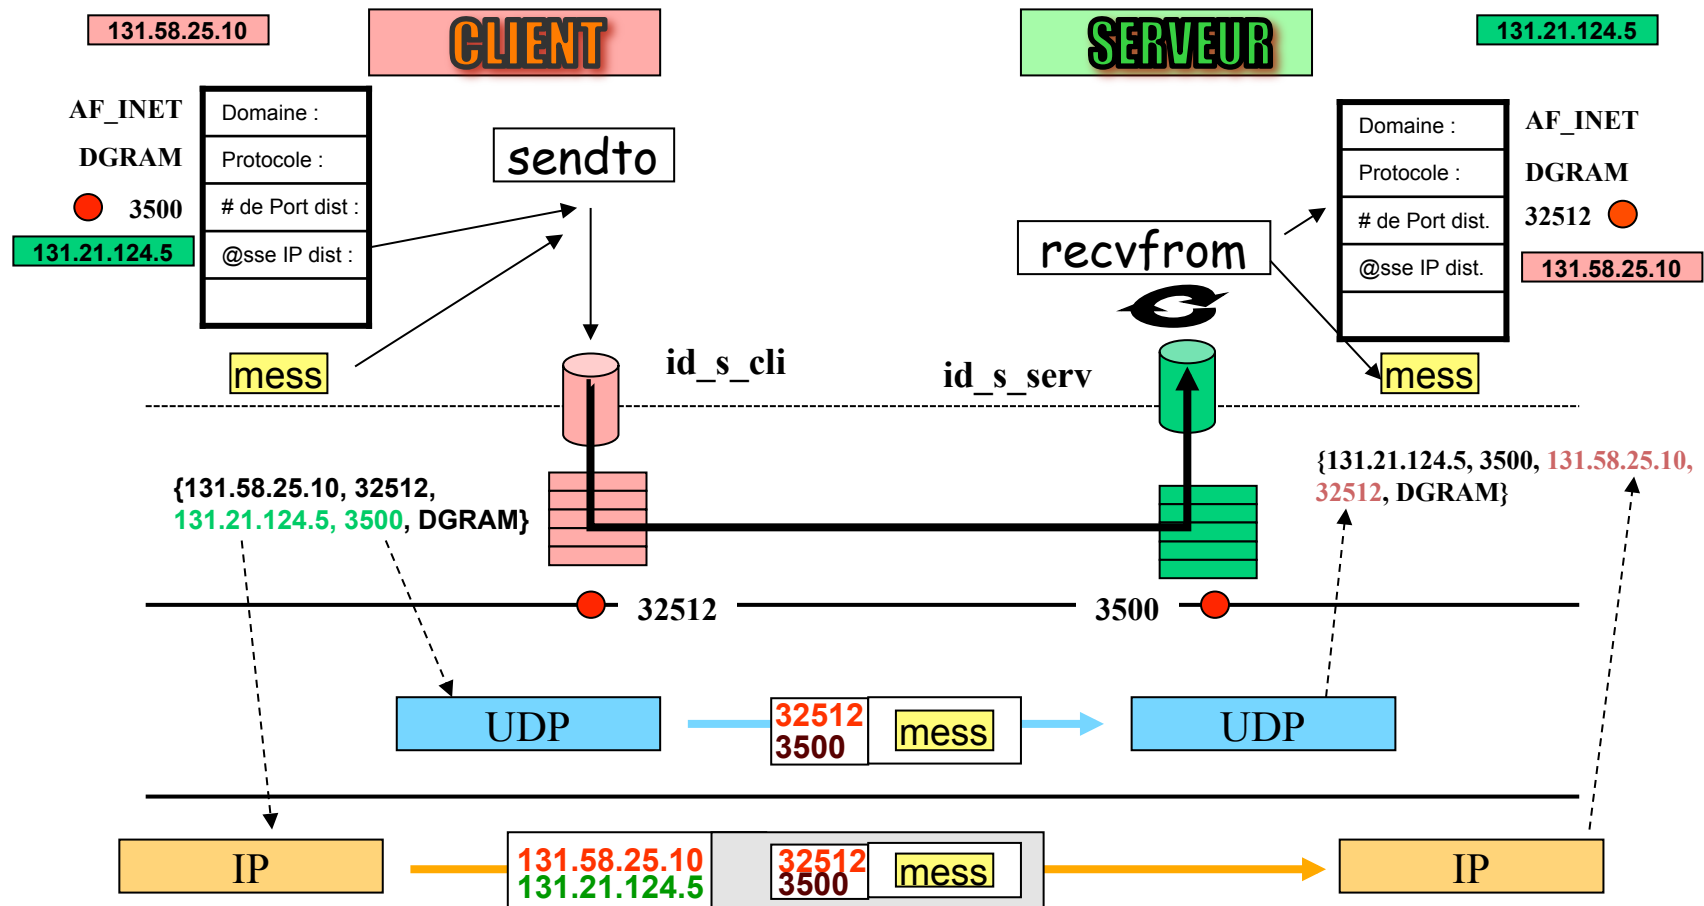 131.58.25.10
CLIENT
SERVEUR
131.21.124.5
AF_INET
Domaine :
DGRAM
Protocole :
3500
# de Port dist :
131.21.124.5
@sse IP dist :
sendto
mess
recvfrom
Domaine :
AF_INET
Protocole :
DGRAM
# de Port dist.
32512
@sse IP dist.
131.58.25.10
mess
id_s_cli
id_s_serv
{131.58.25.10, 32512,
131.21.124.5, 3500, DGRAM}
{131.21.124.5, 3500, 131.58.25.10,
32512, DGRAM}
32512
3500
UDP
32512
3500
mess
UDP
IP
131.58.25.10
131.21.124.5
32512
3500
mess
IP